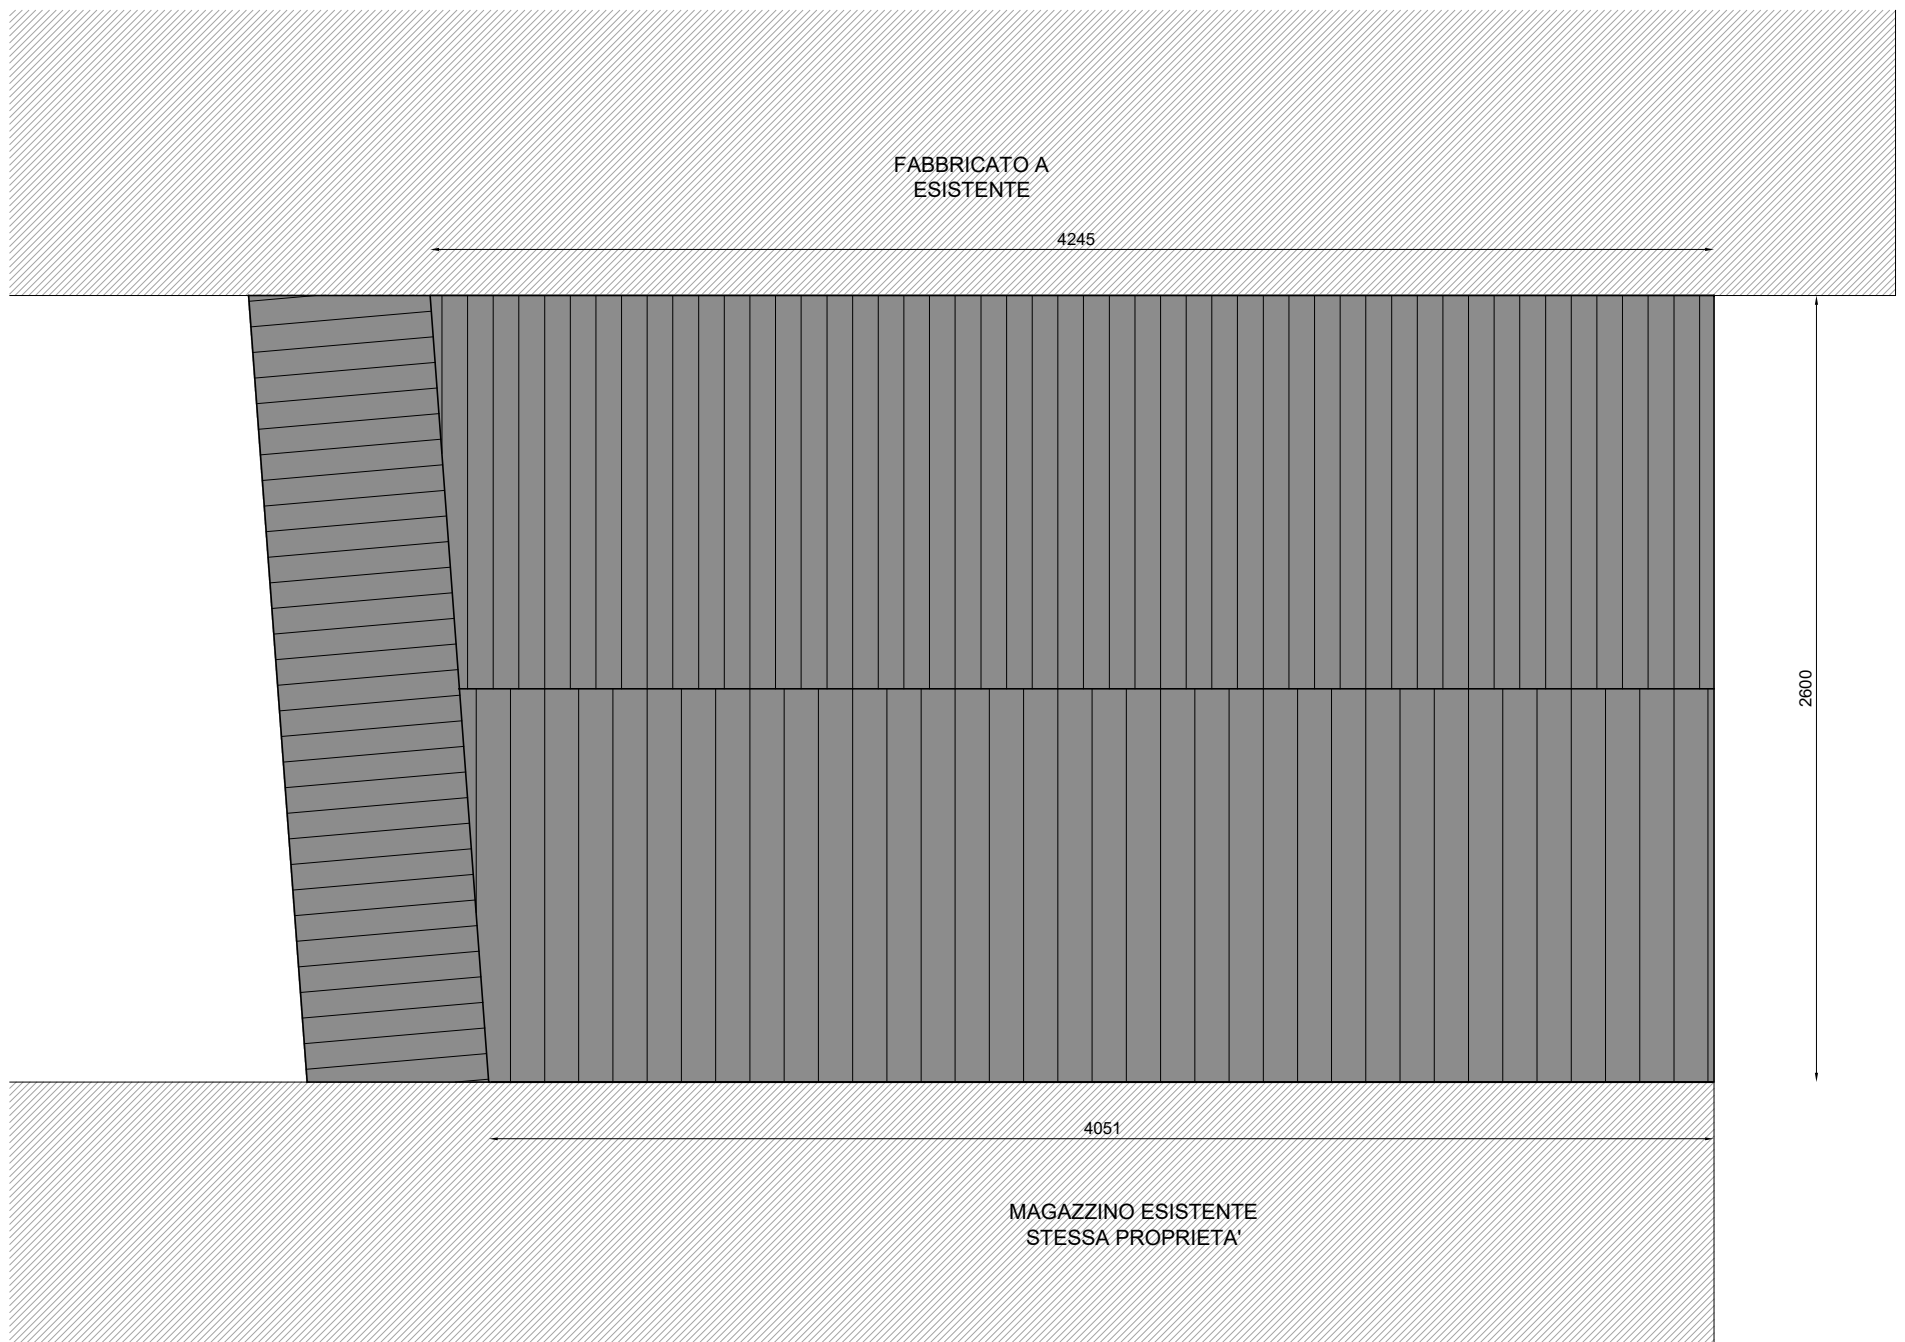 FABBRICATO A
ESISTENTE
4245
2600
4051
MAGAZZINO ESISTENTE
STESSA PROPRIETA'